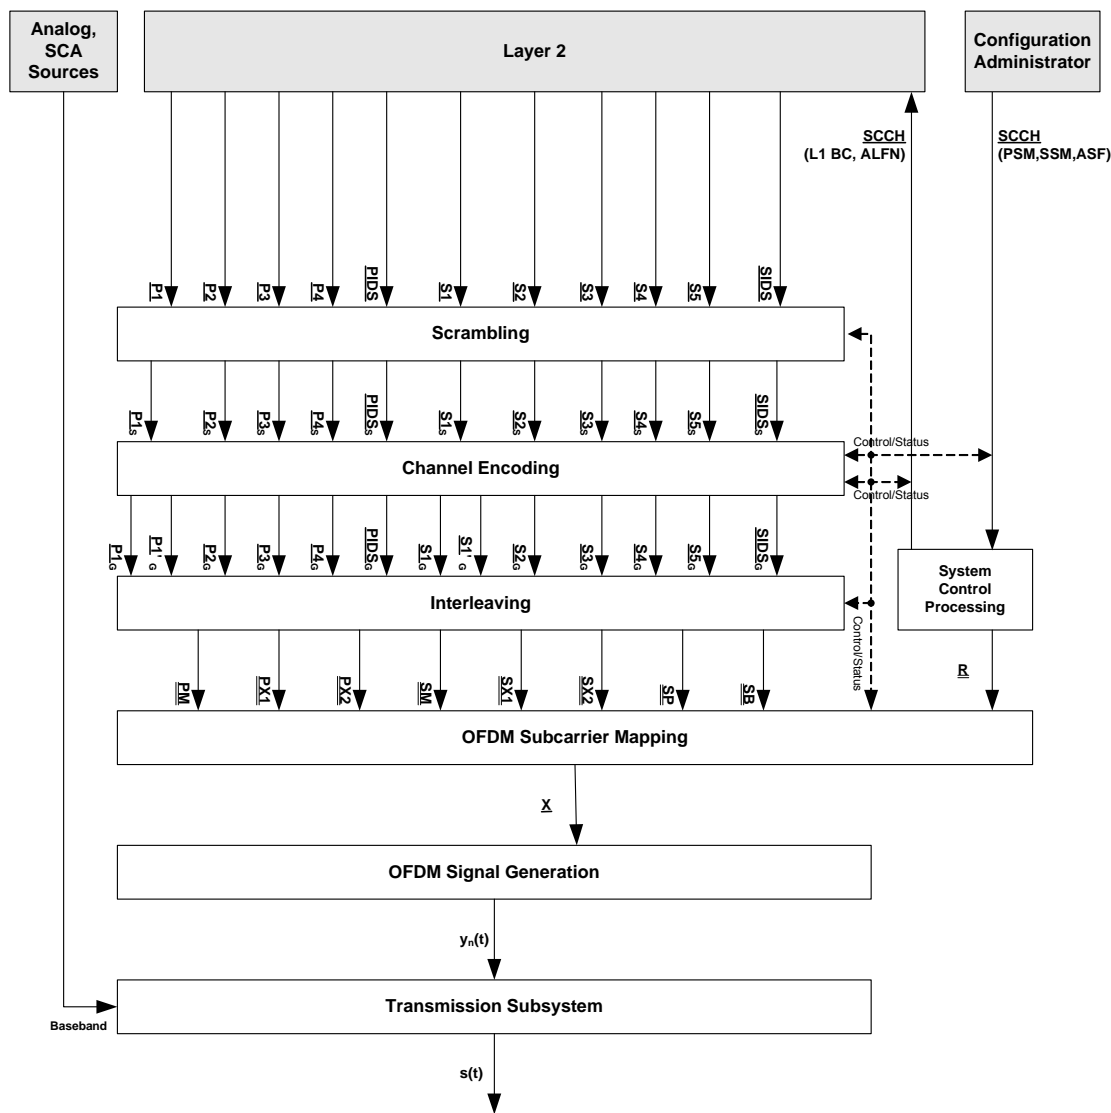 Analog,
SCA
Sources
Layer 2
Configuration
Administrator
SCCH
(L1 BC, ALFN)
SCCH
(PSM,SSM,ASF)
P1
P2
P3
P4
PIDS
S1
S2
S3
S4
S5
SIDS
Scrambling
P1S
P2S
P3S
P4S
PIDSS
S1S
S2S
S3S
S4S
S5S
SIDSS
Control/Status
Channel Encoding
Control/Status
P1G
P1'G
P2G
P3G
P4G
PIDSG
S1G
S1'G
S2G
S3G
S4G
S5G
SIDSG
System
Control
Processing
Interleaving
Control/Status
PM
PX1
PX2
SM
SX1
SX2
SP
SB
R
OFDM Subcarrier Mapping
X
OFDM Signal Generation
yn(t)
Transmission Subsystem
Baseband
s(t)